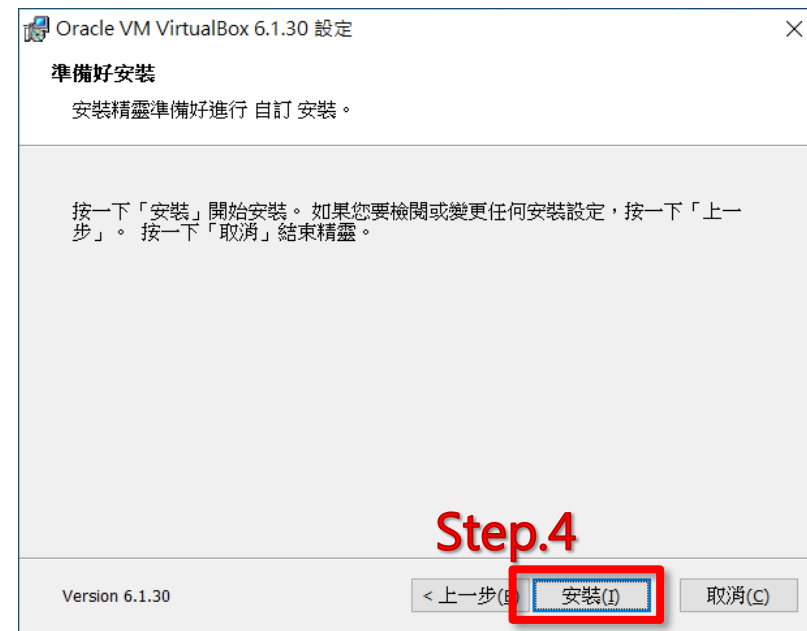 Oracle VM VirtualBox 6.1.30 設定
準備好安裝
安裝精靈準備好進行 自訂 安裝。
按一下「安裝」開始安裝。 如果您要檢閱或變更任何安裝設定，按一下「上一
步」。 按一下「取消」結束精靈。
Step.4
Version 6.1.30
< 上一步( 安裝(I) 取消(C)